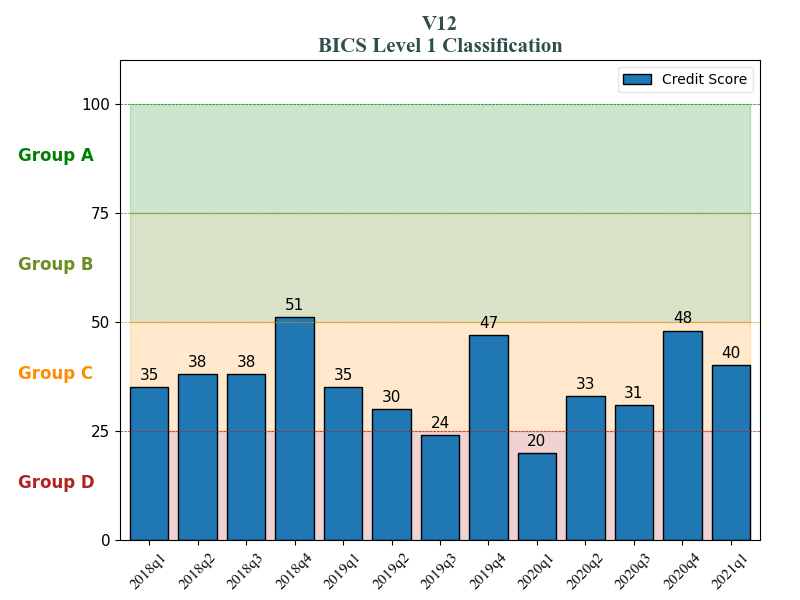 V12
BICS Level 1 Classification
Credit Score
100
Group A
75
Group B
50
Group C
25
Group D
0
35
38
38
51
35
30
24
47
20
33
31
48
40
2018q1
2018q2
2018q3
2018q4
2019q1
2019q2
2019q3
2019q4
2020q1
2020q2
2020q3
2020q4
2021q1